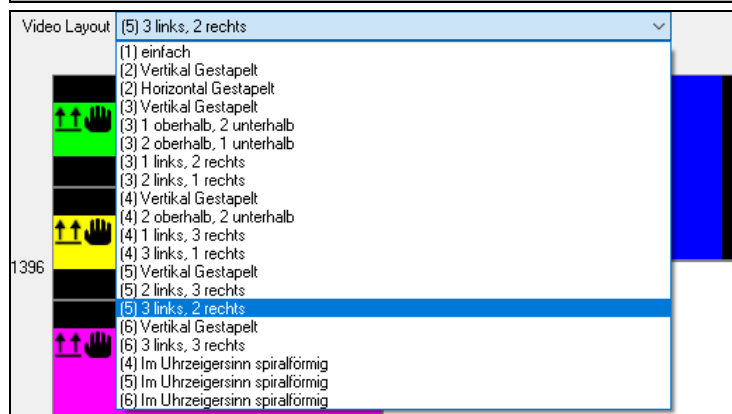 Video Layout (5) 3 links, 2 rechts
(1) einfach
(2) Vertikal Gestapelt
(2) Horizontal Gestapelt
(3) Vertikal Gestapelt
(3) 1 oberhalb, 2 unterhalb
(3) 2 oberhalb, 1 unterhalb
(3) 1 links, 2 rechts
(3) 2 links, 1 rechts
(4) Vertikal Gestapelt
(4) 2 oberhalb, 2 unterhalb
(4) 1 links, 3 rechts
(4) 3 links, 1 rechts
1396
(5) Vertikal Gestapelt
(5) 2 links, 3 rechts
(5) 3 links, 2 rechts
(6) Vertikal Gestapelt
(6) 3 links, 3 rechts
(4) Im Uhrzeigersinn spiralförmig
(5) Im Uhrzeigersinn spiralförmig
(6) Im Uhrzeigersinn spiralförmig